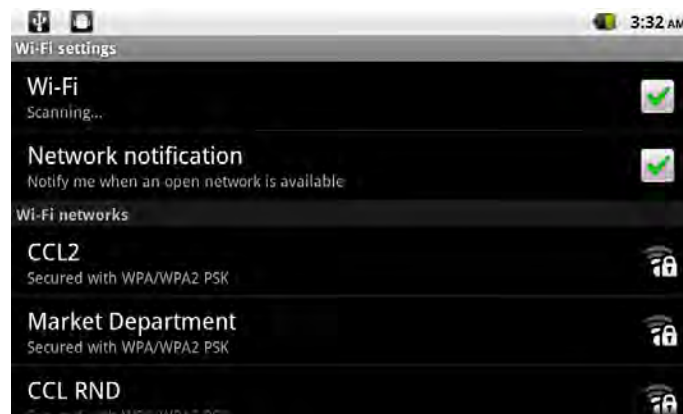 3:32 AM
Wi-Fi settings
Wi-Fi
Scanning...
Network notification
Notify me when an open network is available
Wi-Fi networks
CCL2
Secured with WPA/WPA2 PSK
Market Department
Secured with WPA/WPA2 PSK
CCL RND